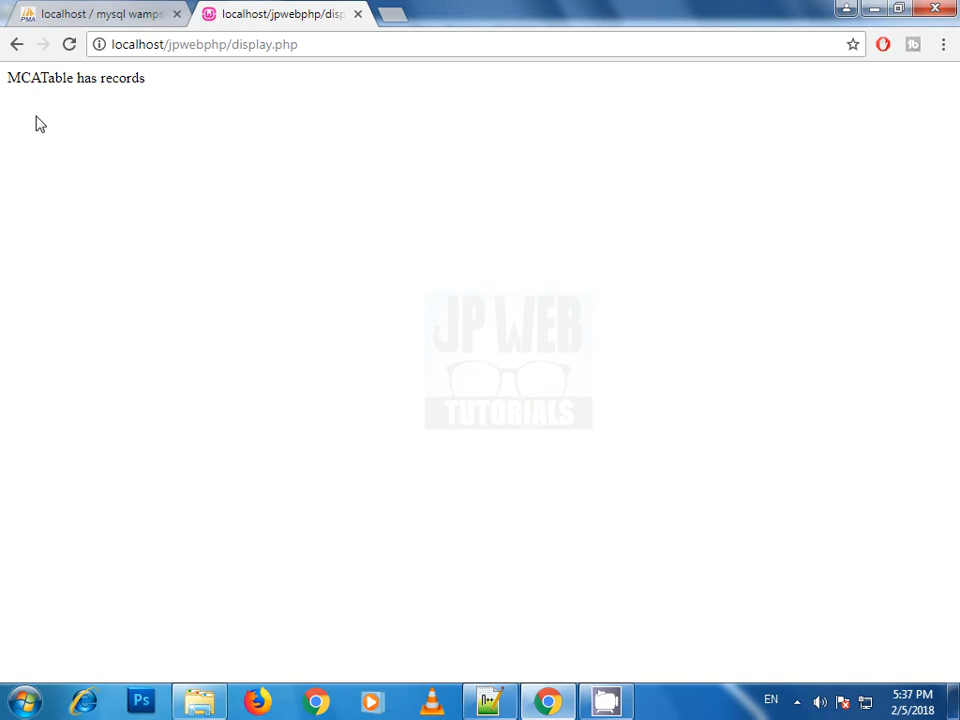 localhost / mysql wamps
localhost/jpwebphp/disp
localhost/jpwebphp/display.php
MCATable has records
JP WEB
TUTORIALS
Ps
EN
5:37 PM
2/5/2018